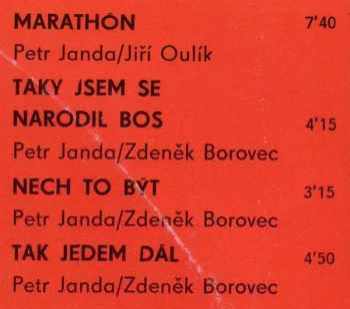 MARATHÓN 7'40
Petr Janda/Jiří Oulík
TAKY JSEM SE
NARODIL BOS 4'15
Petr Janda/Zdeněk Borovec
NECH TO BÝT 3'15
Petr Janda/Zdeněk Borovec
TAK JEDEM DÁL 4'50
Petr Janda/Zdeněk Borovec